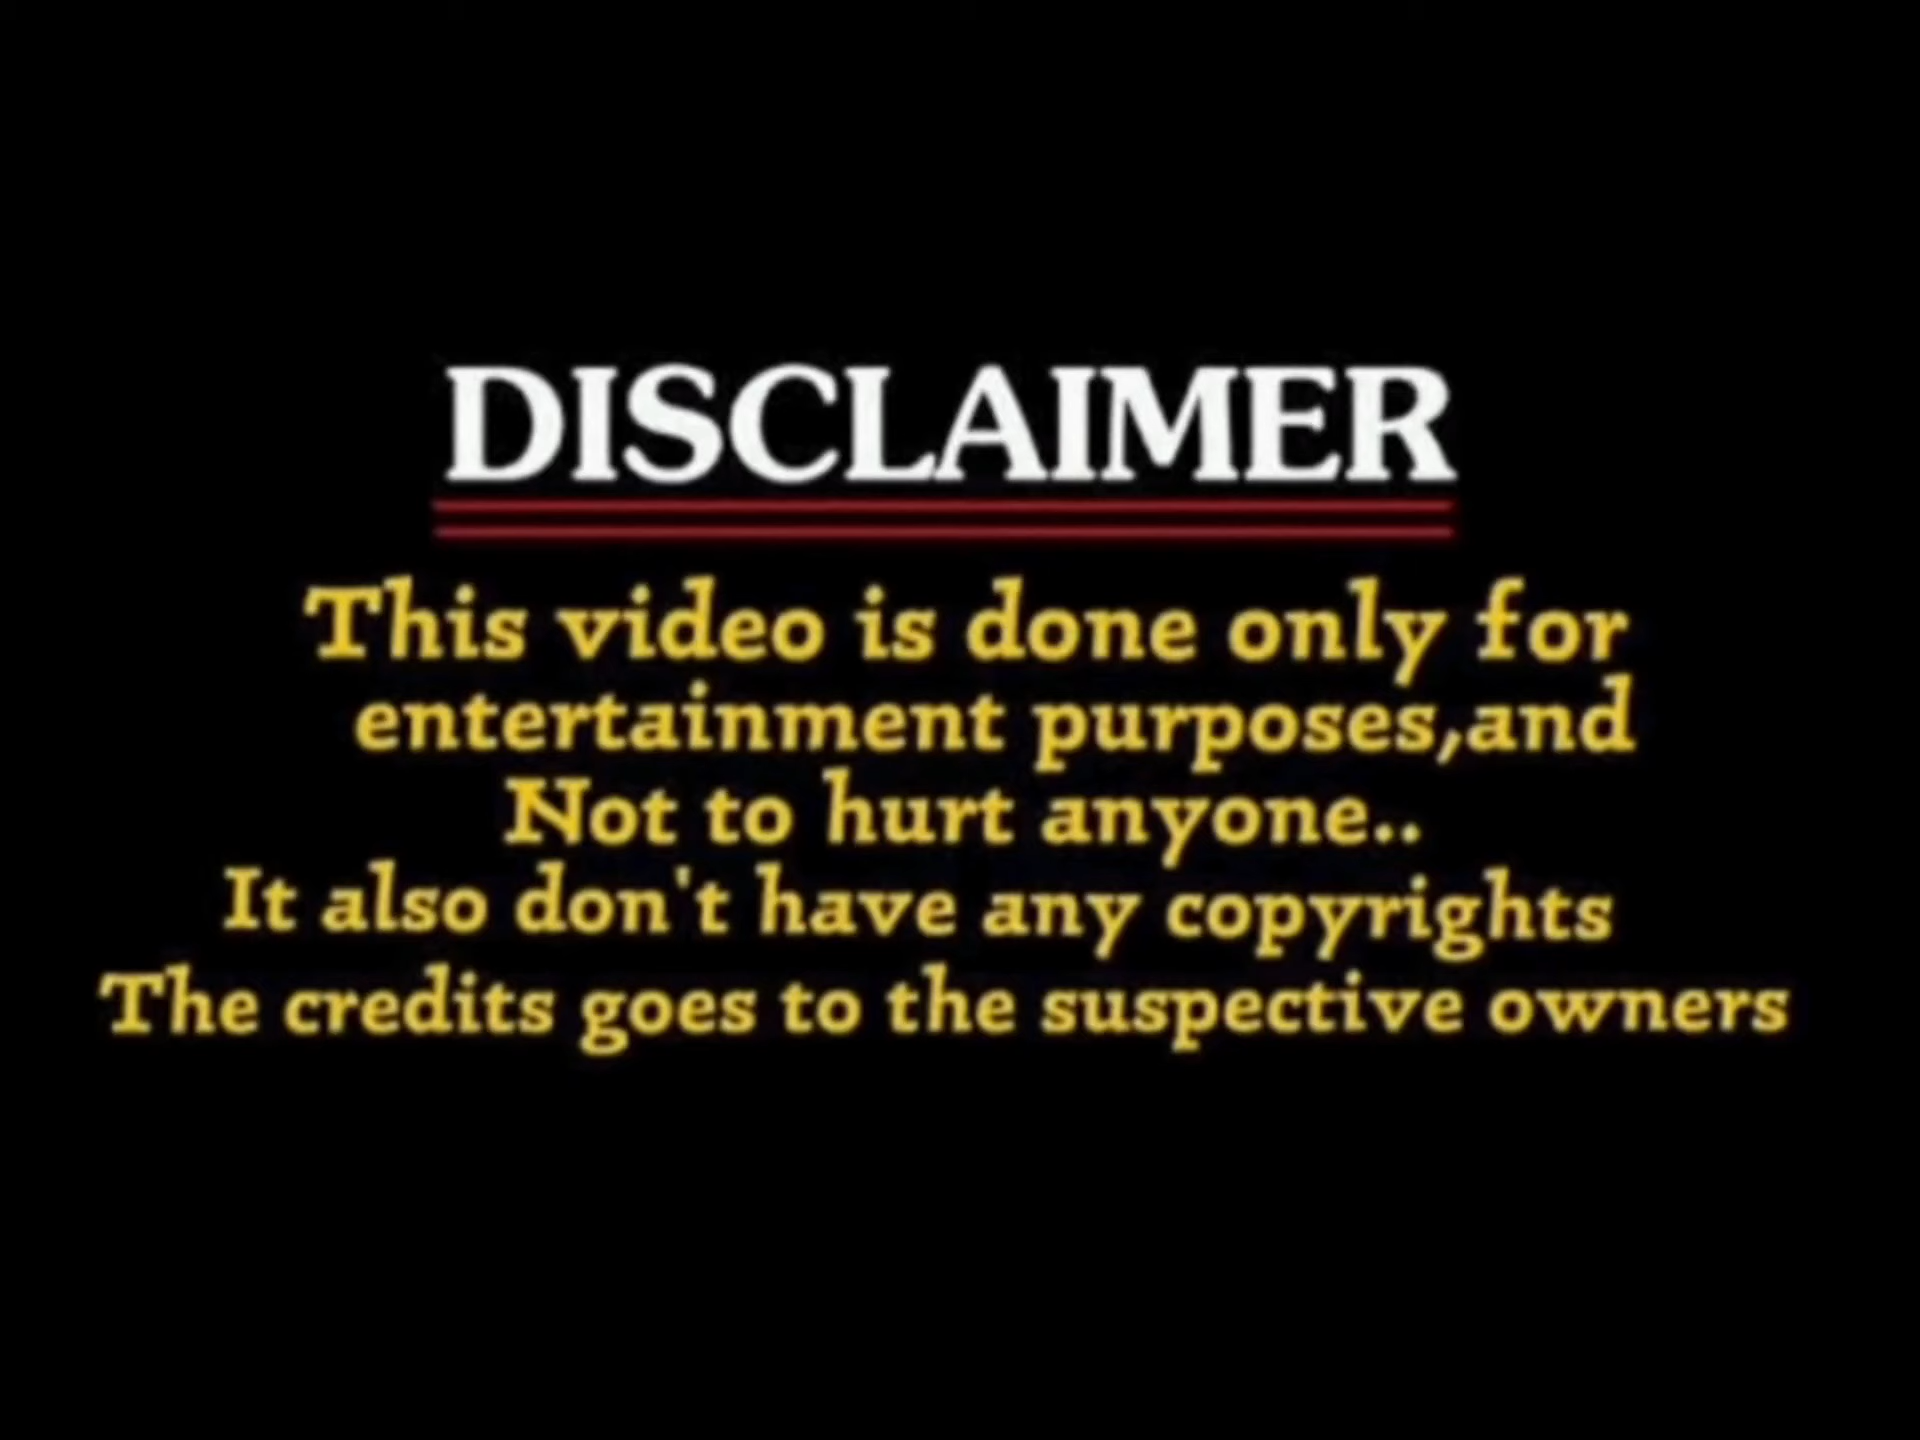 DISCLAIMER
This video is done only for
entertainment purposes,and
Not to hurt anyone..
It also don't have any copyrights
The credits goes to the suspective owners